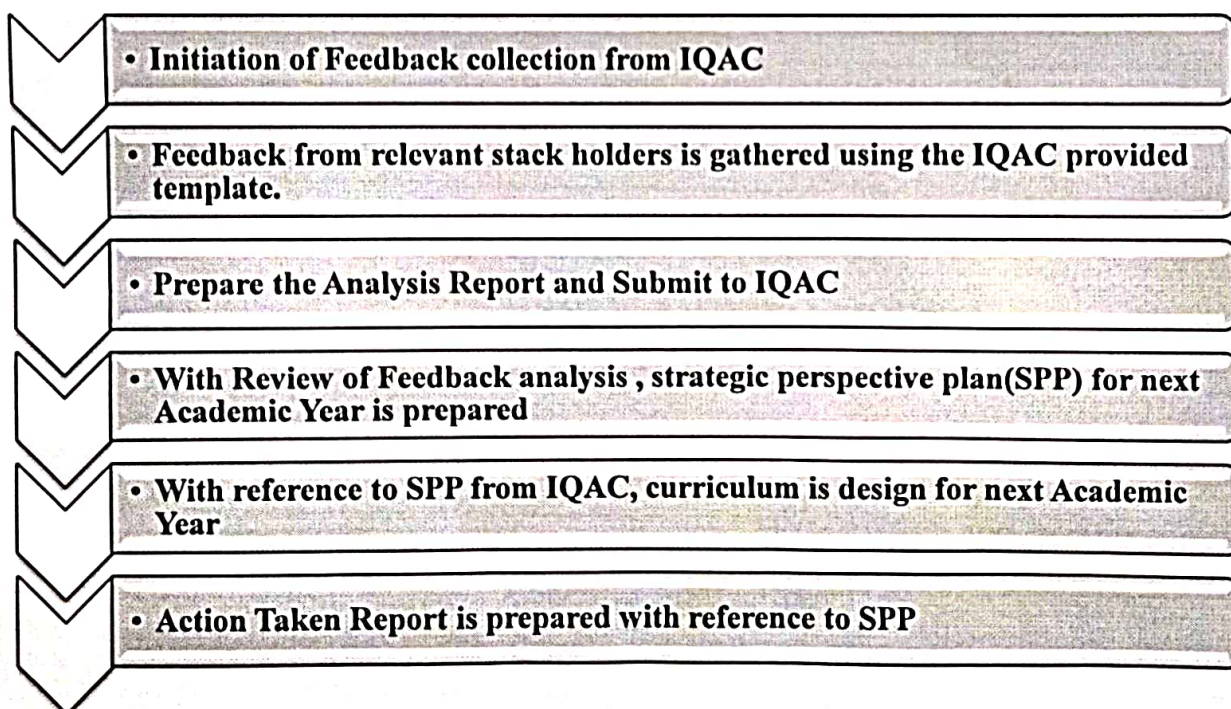 • Initiation of Feedback collection from IQAC
• Feedback from relevant stack holders is gathered using the IQAC provided
template.
• Prepare the Analysis Report and Submit to IQAC
• With Review of Feedback analysis , strategic perspective plan(SPP) for next
Academic Year is prepared
• With reference to SPP from IQAC, curriculum is design for next Academic
Year
• Action Taken Report is prepared with reference to SPP